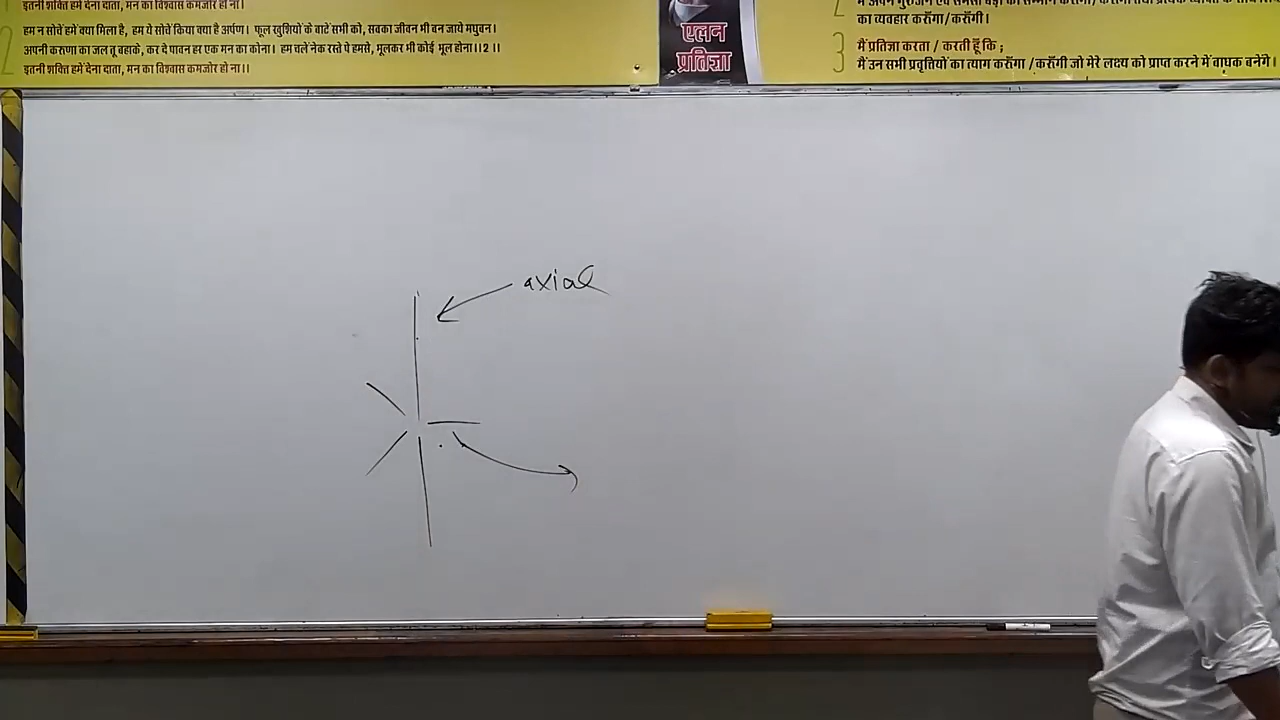 इतनी शक्ति हमें देना दाता, मन का विश्वास कमजोर हो ना।
2
हम न सोचें हमें क्या मिला है, हम ये सोचें किया क्या है अर्पण। फूल खुशियों के बाटें सभी को, सबका जीवन भी बन जाये मधुबन।
अपनी करुणा का जल तू बहाके, कर दे पावन हर एक मन का कोना। हम चलें नेक रस्ते पे हमसे, भूलकर भी कोई भूल होना।।2।।
इतनी शक्ति हमें देना दाता, मन का विश्वास कमजोर हो ना।।
एलन
प्रतिज्ञा
2
का व्यवहार करूँगा/करूँगी।
3
मैं प्रतिज्ञा करता / करती हूँ कि ;
मैं उन सभी प्रवृत्तियों का त्याग करूँगा /करूँगी जो मेरे लक्ष्य को प्राप्त करने में बाधक बनेंगे।
axial